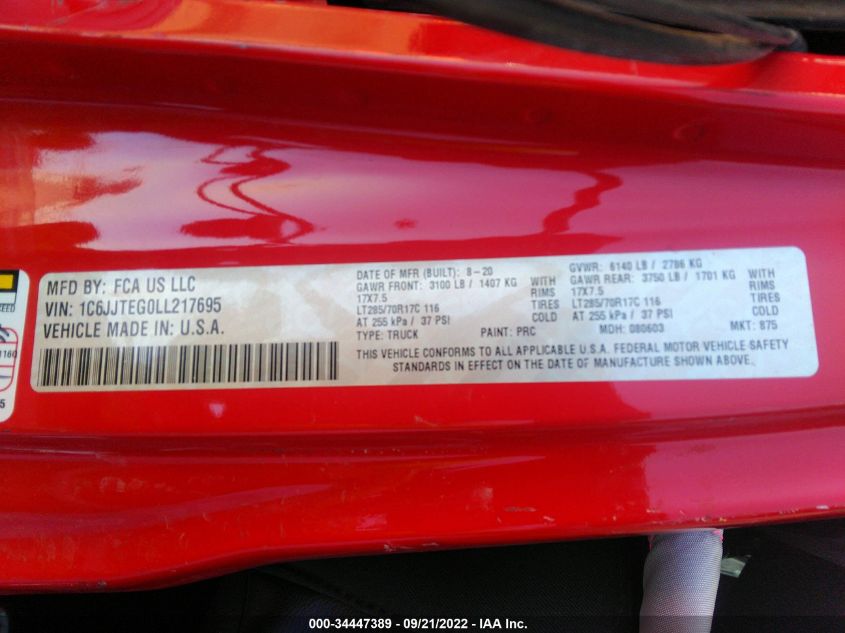 EED
1160
5
MFD BY: FCA US LLC
VIN: 1C6JJTEG0LL217695
VEHICLE MADE IN: U.S.A.
DATE OF MFR (BUILT): 8-20
GAWR FRONT: 3100 LB / 1407 KG WITH
17X7.5 RIMS
LT285/70R17C 116 TIRES
AT 255 kPa / 37 PSI COLD
TYPE: TRUCK PAINT: PRC
GVWR: 6140 LB / 2786 KG
GAWR REAR: 3750 LB / 1701 KG WITH
17X7.5 RIMS
LT285/70R17C 116 TIRES
AT 255 kPa / 37 PSI COLD
MDH: 080603 MKT: 875
THIS VEHICLE CONFORMS TO ALL APPLICABLE U.S.A. FEDERAL MOTOR VEHICLE SAFETY
STANDARDS IN EFFECT ON THE DATE OF MANUFACTURE SHOWN ABOVE.
000-34447389 - 09/21/2022 - IAA Inc.